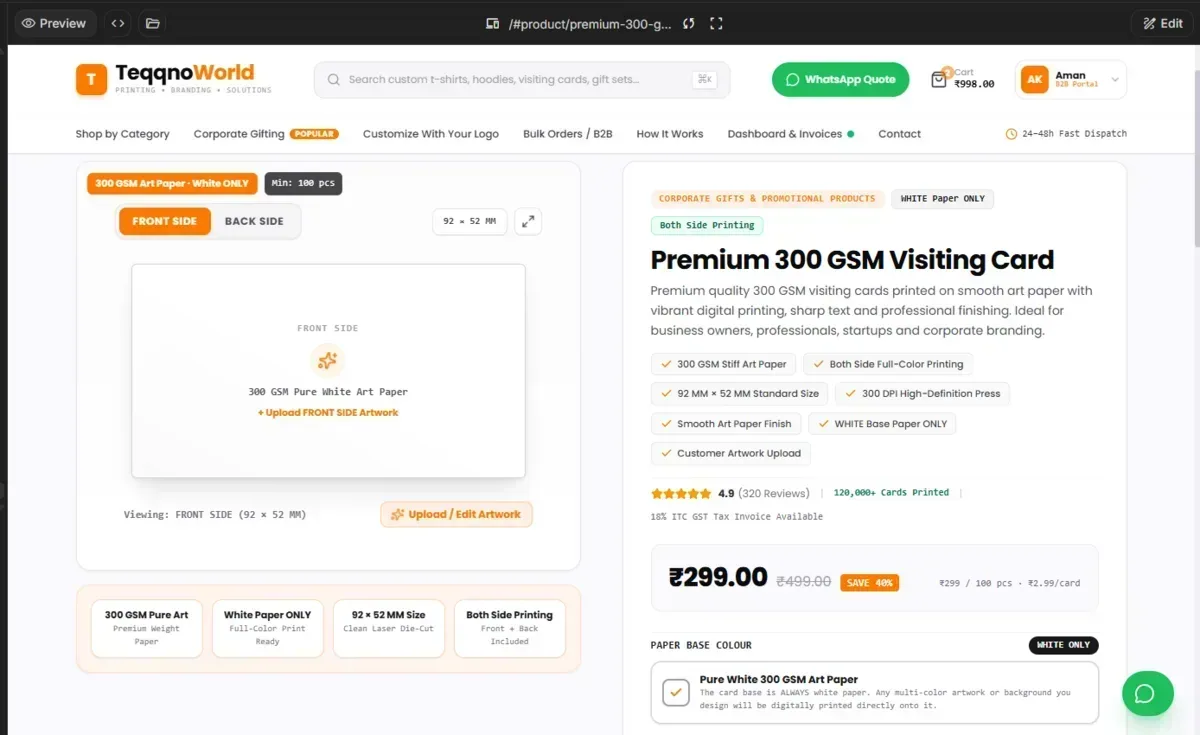 Preview
/#product/premium-300-g...
Edit
T
TeqqnoWorld
PRINTING • BRANDING • SOLUTIONS
Search custom t-shirts, hoodies, visiting cards, gift sets...
⌘K
WhatsApp Quote
Cart
₹998.00
AK
Aman
B2B Portal
Shop by Category
Corporate Gifting POPULAR
Customize With Your Logo
Bulk Orders / B2B
How It Works
Dashboard & Invoices
Contact
24-48h Fast Dispatch
300 GSM Art Paper · White ONLY
Min: 100 pcs
FRONT SIDE
BACK SIDE
92 × 52 MM
FRONT SIDE
300 GSM Pure White Art Paper
+ Upload FRONT SIDE Artwork
Viewing: FRONT SIDE (92 × 52 MM)
Upload / Edit Artwork
300 GSM Pure Art
Premium Weight
Paper
White Paper ONLY
Full-Color Print
Ready
92 × 52 MM Size
Clean Laser Die-Cut
Both Side Printing
Front + Back
Included
CORPORATE GIFTS & PROMOTIONAL PRODUCTS
WHITE Paper ONLY
Both Side Printing
Premium 300 GSM Visiting Card
Premium quality 300 GSM visiting cards printed on smooth art paper with
vibrant digital printing, sharp text and professional finishing. Ideal for
business owners, professionals, startups and corporate branding.
300 GSM Stiff Art Paper
Both Side Full-Color Printing
92 MM × 52 MM Standard Size
300 DPI High-Definition Press
Smooth Art Paper Finish
WHITE Base Paper ONLY
Customer Artwork Upload
4.9 (320 Reviews) | 120,000+ Cards Printed |
18% ITC GST Tax Invoice Available
₹299.00 ₹499.00 SAVE 40%
₹299 / 100 pcs · ₹2.99/card
PAPER BASE COLOUR
WHITE ONLY
Pure White 300 GSM Art Paper
The card base is ALWAYS white paper. Any multi-color artwork or background you
design will be digitally printed directly onto it.